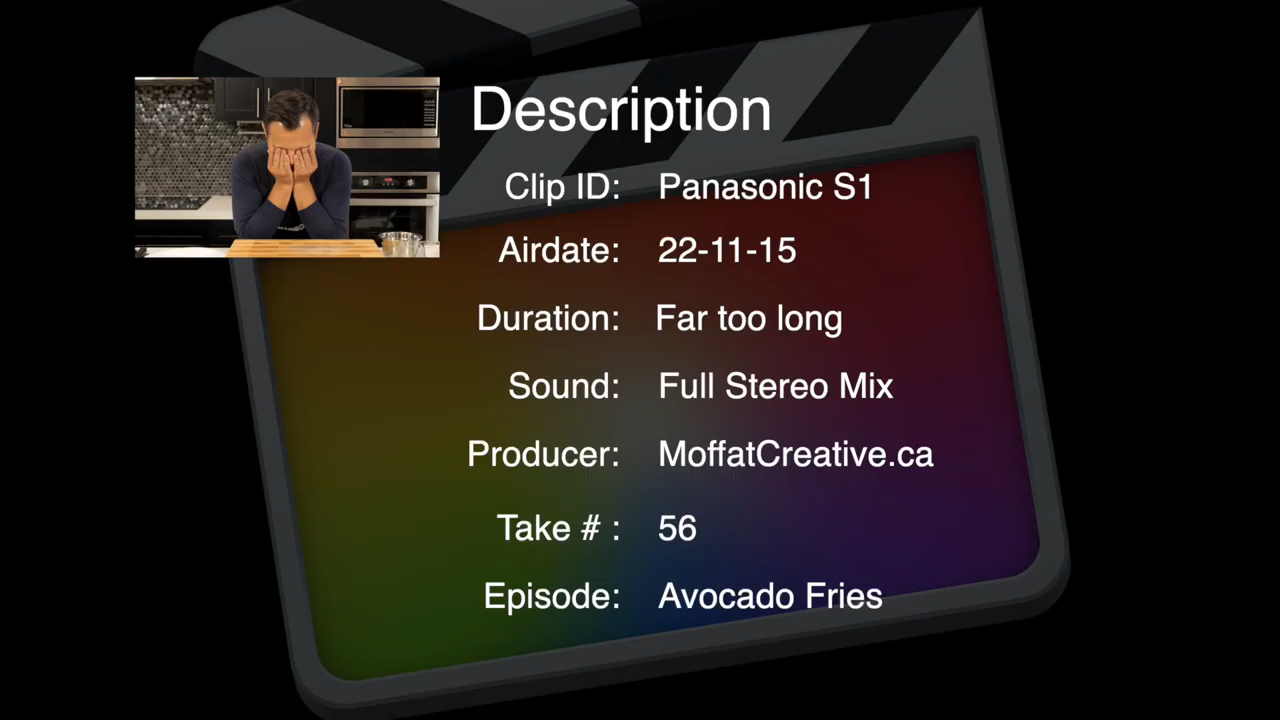 Description
Clip ID: Panasonic S1
Airdate: 22-11-15
Duration: Far too long
Sound: Full Stereo Mix
Producer: MoffatCreative.ca
Take # : 56
Episode: Avocado Fries